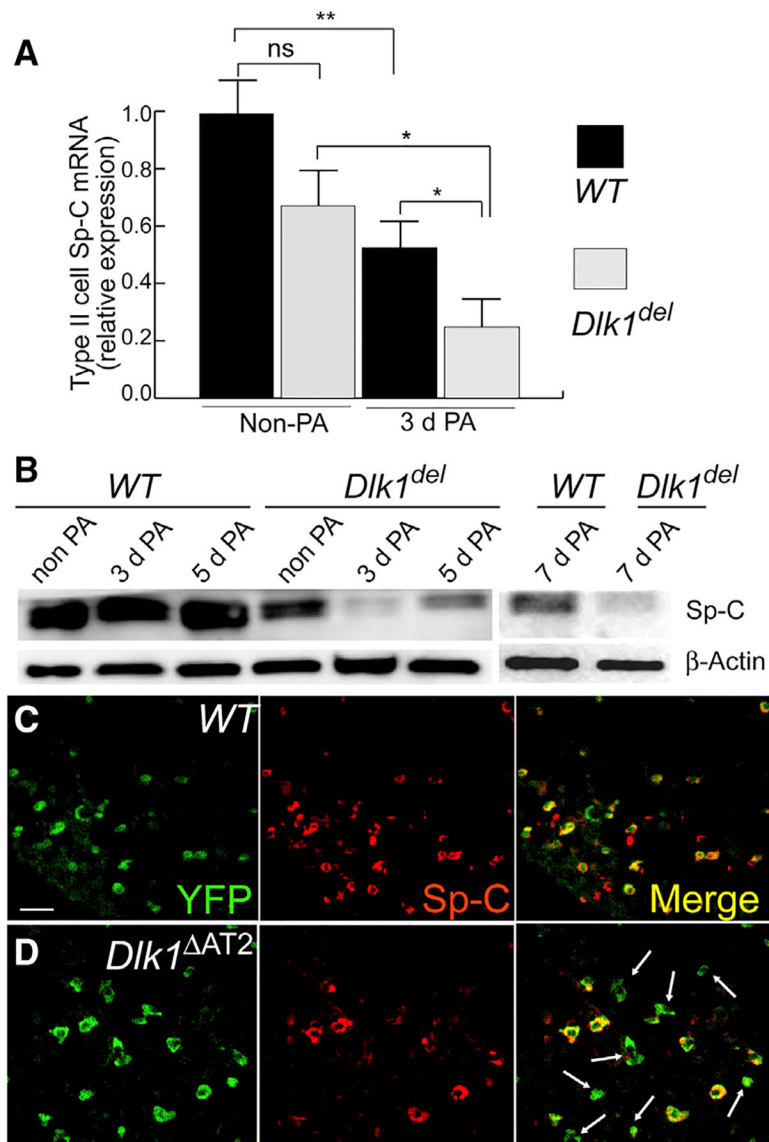 A
**
ns
*
*
Type II cell Sp-C mRNA
(relative expression)
1.0
0.8
0.6
0.4
0.2
0.0
Non-PA
3 d PA
WT
Dlk1del
B
WT
Dlk1del
WT
Dlk1del
non PA
3 d PA
5 d PA
non PA
3 d PA
5 d PA
7 d PA
7 d PA
Sp-C
β-Actin
C
WT
YFP
Sp-C
Merge
D
Dlk1ΔAT2